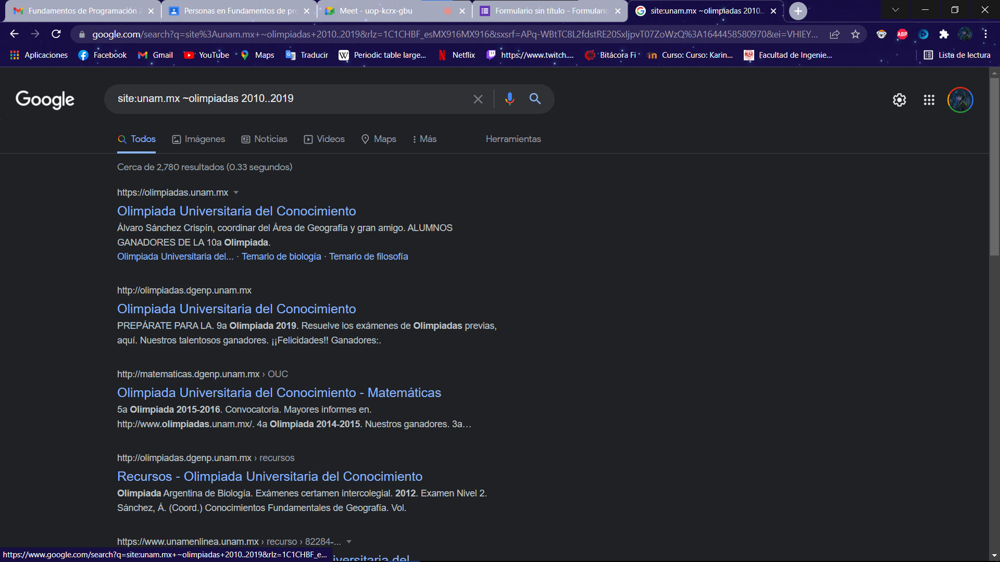 Fundamentos de Programación 2
Personas en Fundamentos de pro
Meet - uop-kcrx-gbu
Formulario sin título - Formulario
site:unam.mx ~olimpiadas 2010..
google.com/search?q=site%3Aunam.mx+~olimpiadas+2010..2019&rlz=1C1CHBF_esMX916MX916&sxsrf=APq-WBtTC8L2fdstRE20SxIjpvT07ZoWzQ%3A1644458580970&ei=VHIEY...
ABP
Aplicaciones
Facebook
Gmail
YouTube
Maps
Traducir
W Periodic table large...
Netflix
https://www.twitch....
Bitácora Fi
Curso: Curso: Karin...
Facultad de Ingenie...
Lista de lectura
Google
site:unam.mx ~olimpiadas 2010..2019
Todos
Imágenes
Noticias
Videos
Maps
Más
Herramientas
Cerca de 2,780 resultados (0.33 segundos)
https://olimpiadas.unam.mx
Olimpiada Universitaria del Conocimiento
Álvaro Sánchez Crispín, coordinar del Área de Geografía y gran amigo. ALUMNOS
GANADORES DE LA 10a Olimpiada.
Olimpiada Universitaria del... · Temario de biología · Temario de filosofía
http://olimpiadas.dgenp.unam.mx
Olimpiada Universitaria del Conocimiento
PREPÁRATE PARA LA. 9a Olimpiada 2019. Resuelve los exámenes de Olimpiadas previas,
aquí. Nuestros talentosos ganadores. ¡¡Felicidades!! Ganadores:.
http://matematicas.dgenp.unam.mx › OUC
Olimpiada Universitaria del Conocimiento - Matemáticas
5a Olimpiada 2015-2016. Convocatoria. Mayores informes en.
http://www.olimpiadas.unam.mx/. 4a Olimpiada 2014-2015. Nuestros ganadores. 3a…
http://olimpiadas.dgenp.unam.mx › recursos
Recursos - Olimpiada Universitaria del Conocimiento
Olimpiada Argentina de Biología. Exámenes certamen intercolegial. 2012. Examen Nivel 2.
Sánchez, Á. (Coord.) Conocimientos Fundamentales de Geografía. Vol.
https://www.unamenlinea.unam.mx › recurso › 82284-...
https://www.google.com/search?q=site:unam.mx+~olimpiadas+2010..2019&rlz=1C1CHBF_e...
iversitaria del